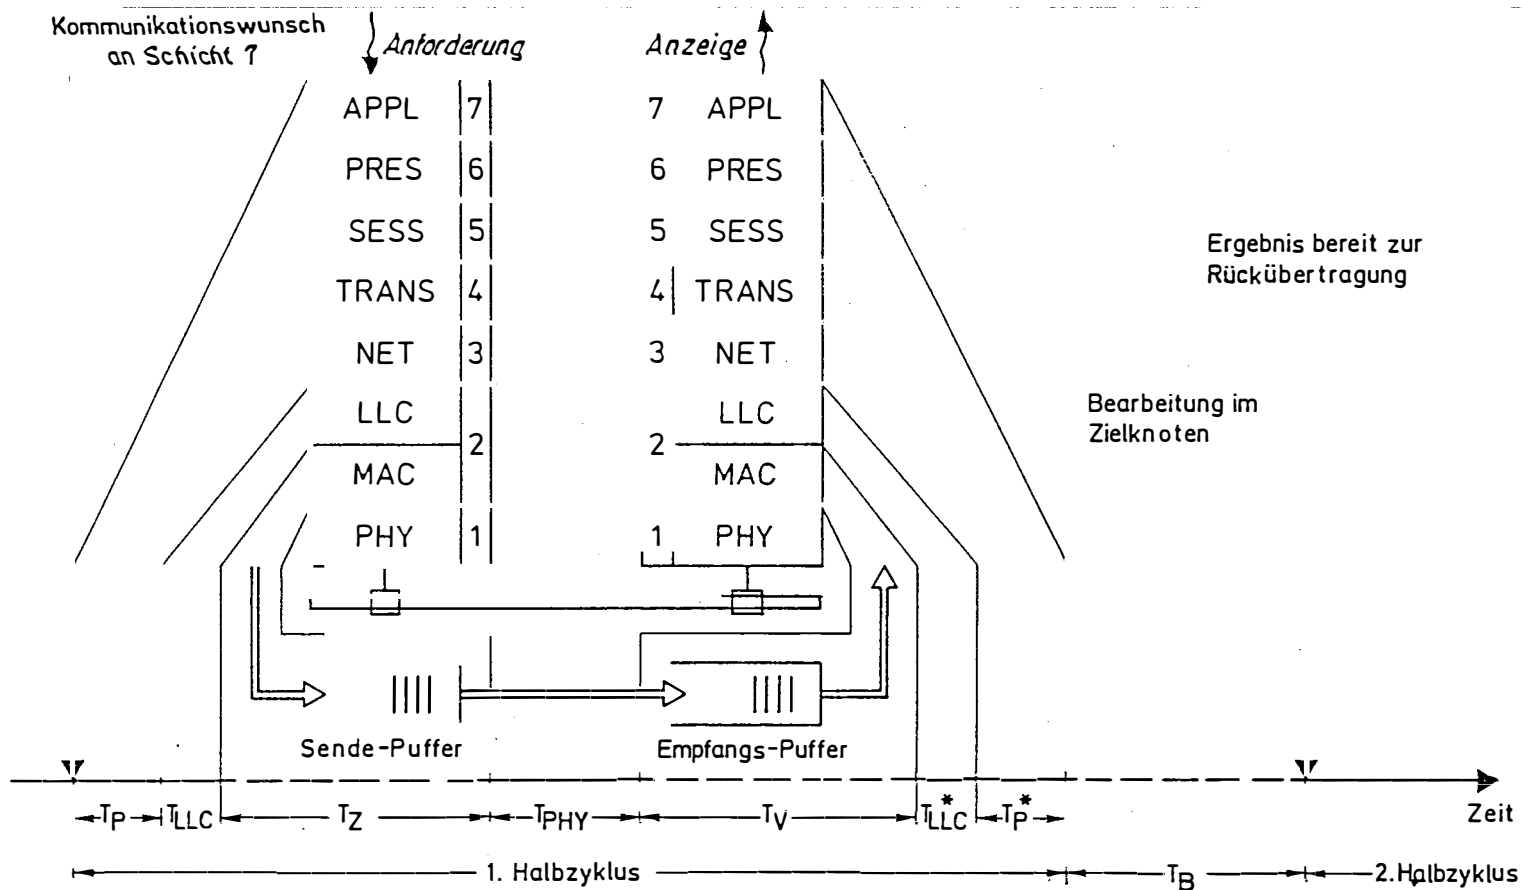 Kommunikationswunsch
an Schicht 7
Anforderung
Anzeige
APPL 7
7 APPL
PRES 6
6 PRES
SESS 5
5 SESS
TRANS 4
4 TRANS
NET 3
3 NET
LLC
LLC
2
2
MAC
MAC
PHY 1
1 PHY
Ergebnis bereit zur
Rückübertragung
Bearbeitung im
Zielknoten
Sende-Puffer
Empfangs-Puffer
TP TLLC TZ TPHY TV TLLC* TP* Zeit
1. Halbzyklus TB 2. Halbzyklus